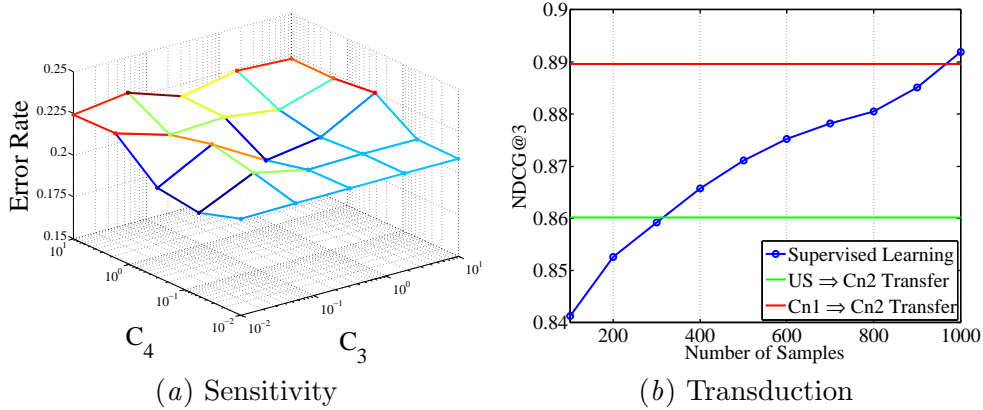 0.25
0.225
0.2
0.175
0.15
Error Rate
10^1
10^0
10^-1
10^-2
C_4
10^-2
10^-1
10^0
10^1
C_3
(a) Sensitivity
0.9
0.89
0.88
0.87
0.86
0.85
0.84
NDCG@3
Supervised Learning
US ⇒ Cn2 Transfer
Cn1 ⇒ Cn2 Transfer
200 400 600 800 1000
Number of Samples
(b) Transduction